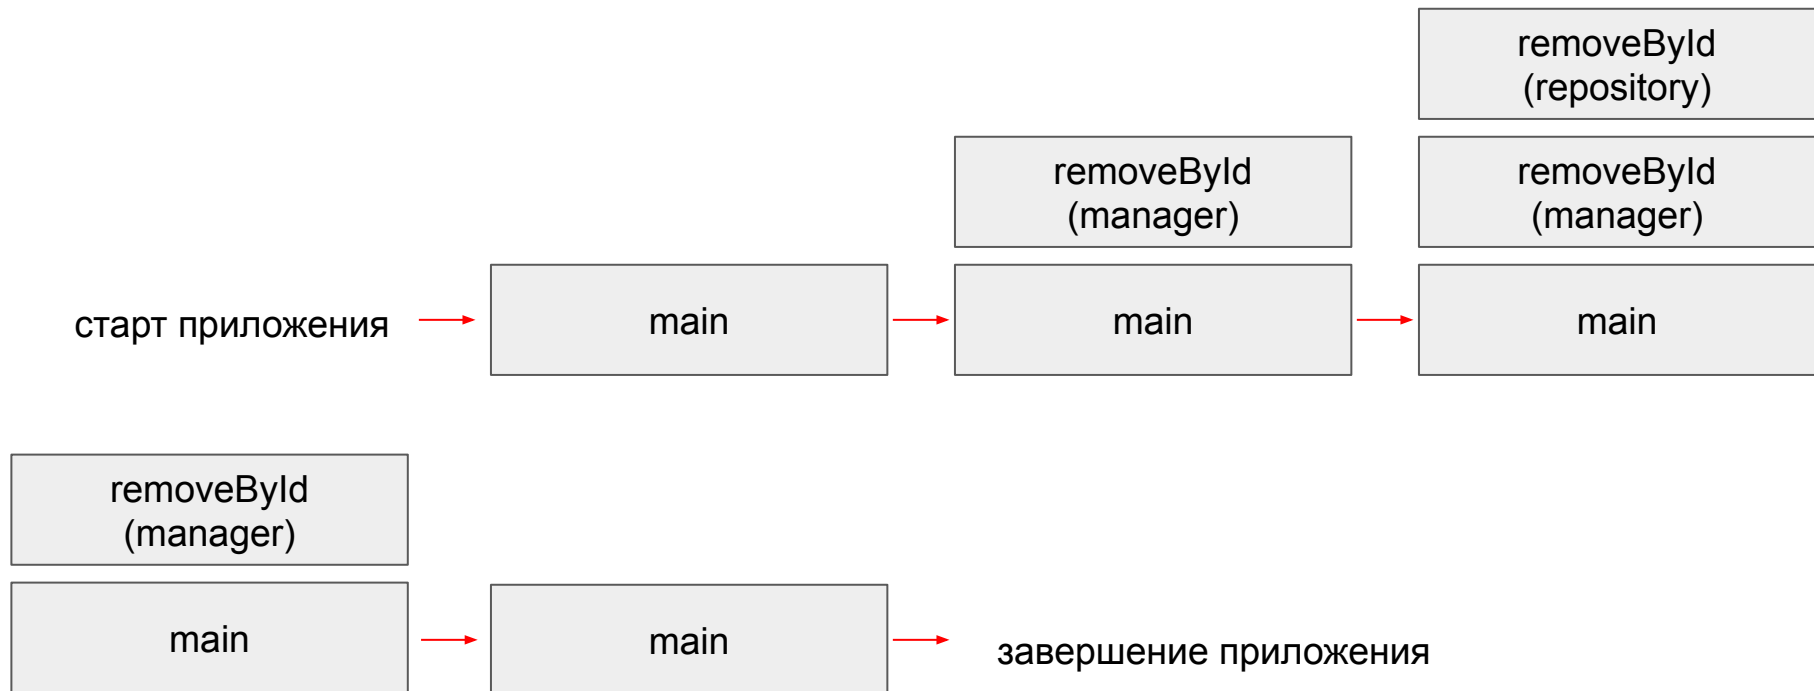 removeById
(repository)
removeById
(manager)
removeById
(manager)
старт приложения
main
main
main
removeById
(manager)
main
main
завершение приложения